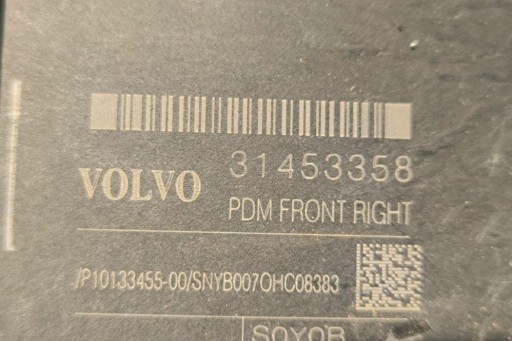 31453358
VOLVO
PDM FRONT RIGHT
/P10133455-00/SNYB007OHC08383